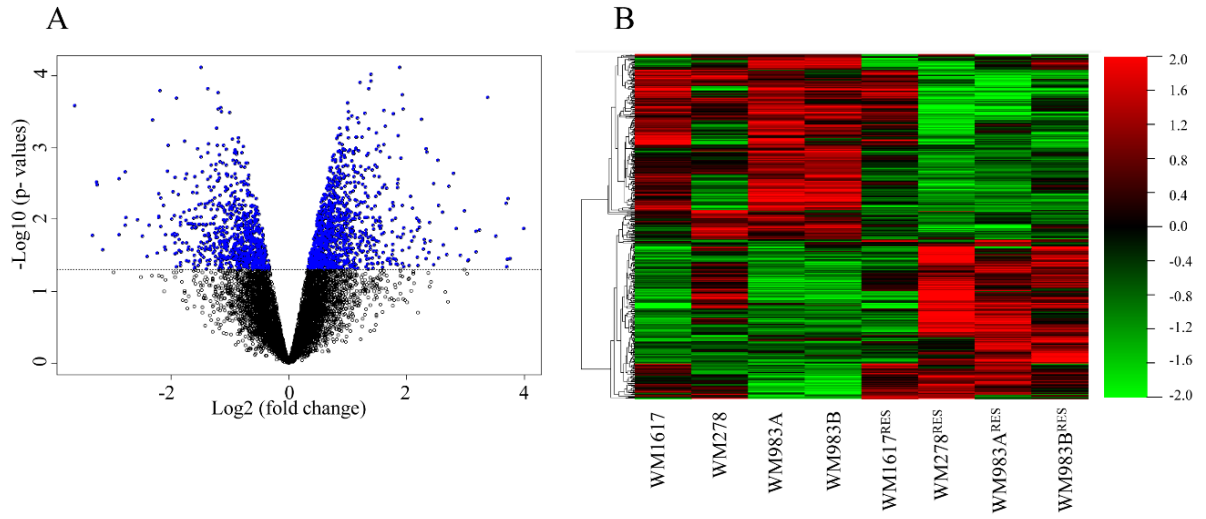 A
B
-Log10 (p- values)
4
3
2
1
0
-2
0
2
4
Log2 (fold change)
2.0
1.6
1.2
0.8
0.4
0.0
-0.4
-0.8
-1.2
-1.6
-2.0
WM1617
WM278
WM983A
WM983B
WM1617RES
WM278RES
WM983ARES
WM983BRES